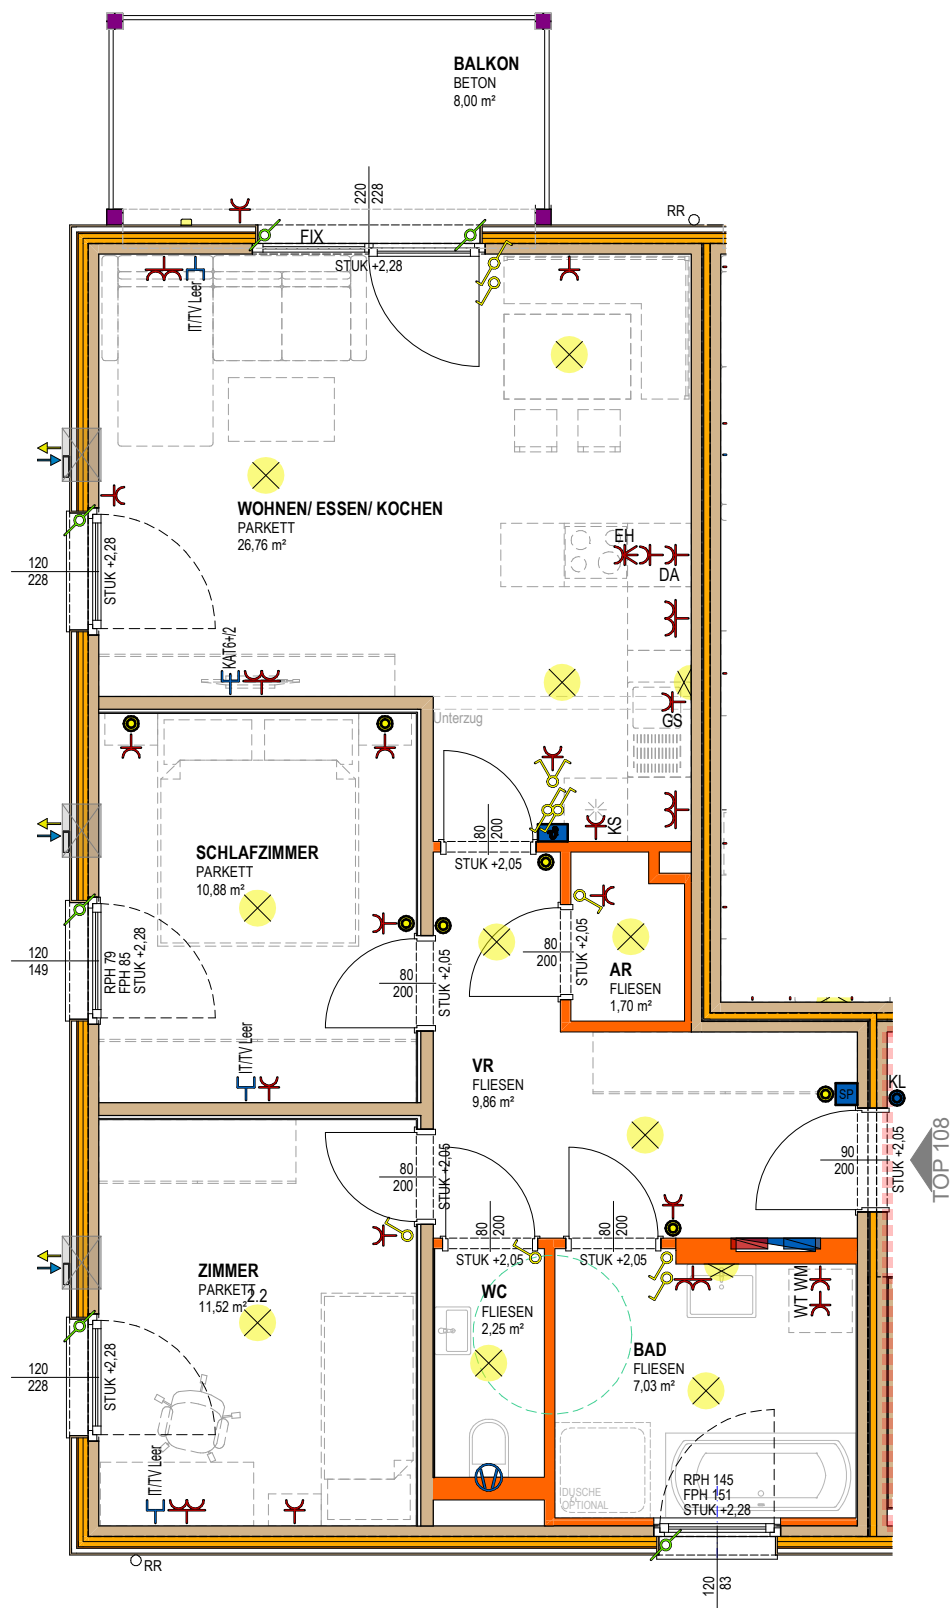 BALKON
BETON
8,00 m²
220
228
RR
FIX
STUK +2,28
IT/TV Leer
WOHNEN/ ESSEN/ KOCHEN
PARKETT
26,76 m²
EH
DA
120
228
STUK +2,28
KAT6+/2
GS
Unterzug
KS
80
200
STUK +2,05
SCHLAFZIMMER
PARKETT
10,88 m²
120
149
RPH 79
FPH 85
STUK +2,28
80
200
STUK +2,05
80
200
STUK +2,05
AR
FLIESEN
1,70 m²
IT/TV Leer
VR
FLIESEN
9,86 m²
SP
KL
90
200
STUK +2,05
TOP 108
80
200
STUK +2,05
80
200
STUK +2,05
80
200
STUK +2,05
ZIMMER
PARKETT
11,52 m²
2.2
WC
FLIESEN
2,25 m²
WT WM
BAD
FLIESEN
7,03 m²
120
228
STUK +2,28
IT/TV Leer
DUSCHE
OPTIONAL
RPH 145
FPH 151
STUK +2,28
RR
120
83